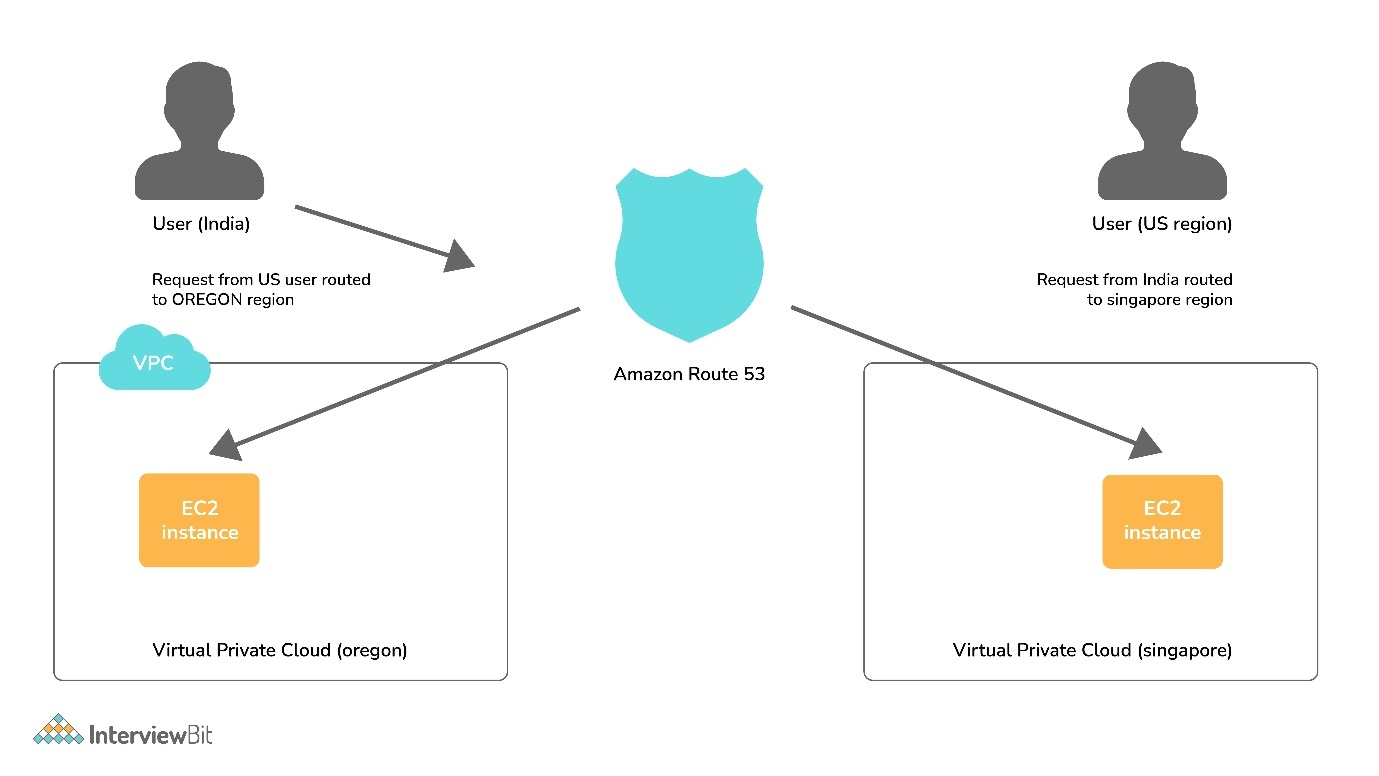 User (India)
User (US region)
Request from US user routed
to OREGON region
Request from India routed
to singapore region
VPC
Amazon Route 53
EC2
instance
EC2
instance
Virtual Private Cloud (oregon)
Virtual Private Cloud (singapore)
InterviewBit